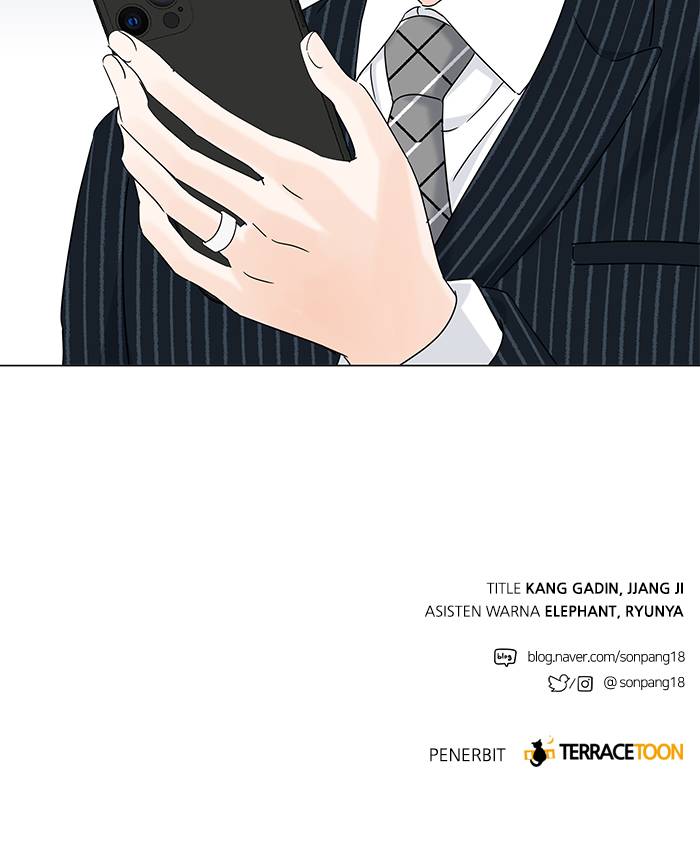 TITLE KANG GADIN, JJANG JI
ASISTEN WARNA ELEPHANT, RYUNYA
blog blog.naver.com/sonpang18
/ @sonpang18
PENERBIT TERRACETOON